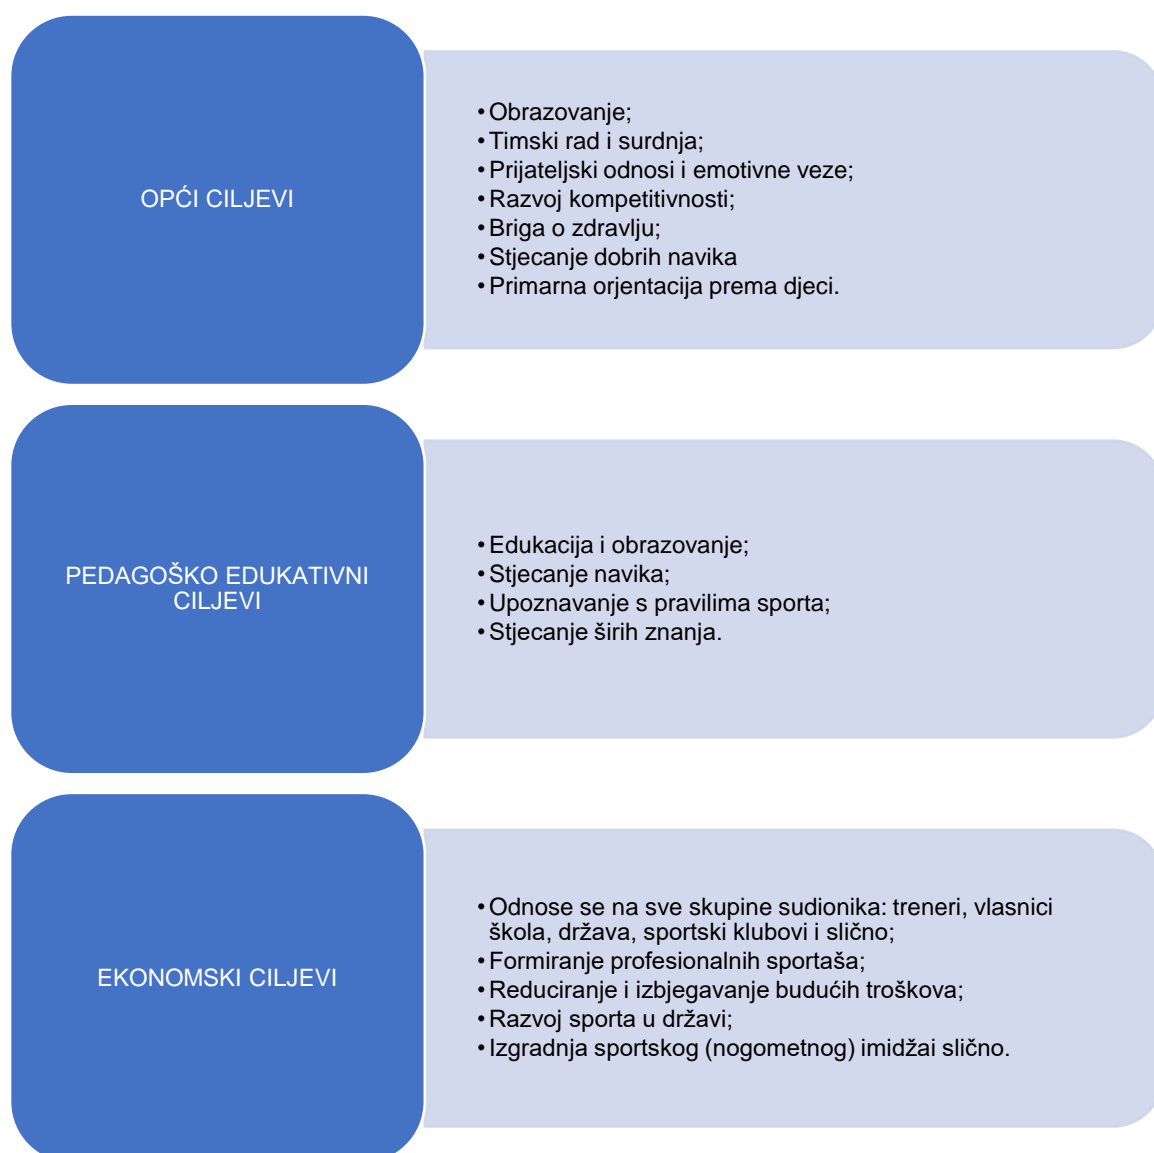 OPĆI CILJEVI
•Obrazovanje;
•Timski rad i surdnja;
•Prijateljski odnosi i emotivne veze;
•Razvoj kompetitivnosti;
•Briga o zdravlju;
•Stjecanje dobrih navika
•Primarna orjentacija prema djeci.
PEDAGOŠKO EDUKATIVNI
CILJEVI
•Edukacija i obrazovanje;
•Stjecanje navika;
•Upoznavanje s pravilima sporta;
•Stjecanje širih znanja.
EKONOMSKI CILJEVI
•Odnose se na sve skupine sudionika: treneri, vlasnici
škola, država, sportski klubovi i slično;
•Formiranje profesionalnih sportaša;
•Reduciranje i izbjegavanje budućih troškova;
•Razvoj sporta u državi;
•Izgradnja sportskog (nogometnog) imidžai slično.